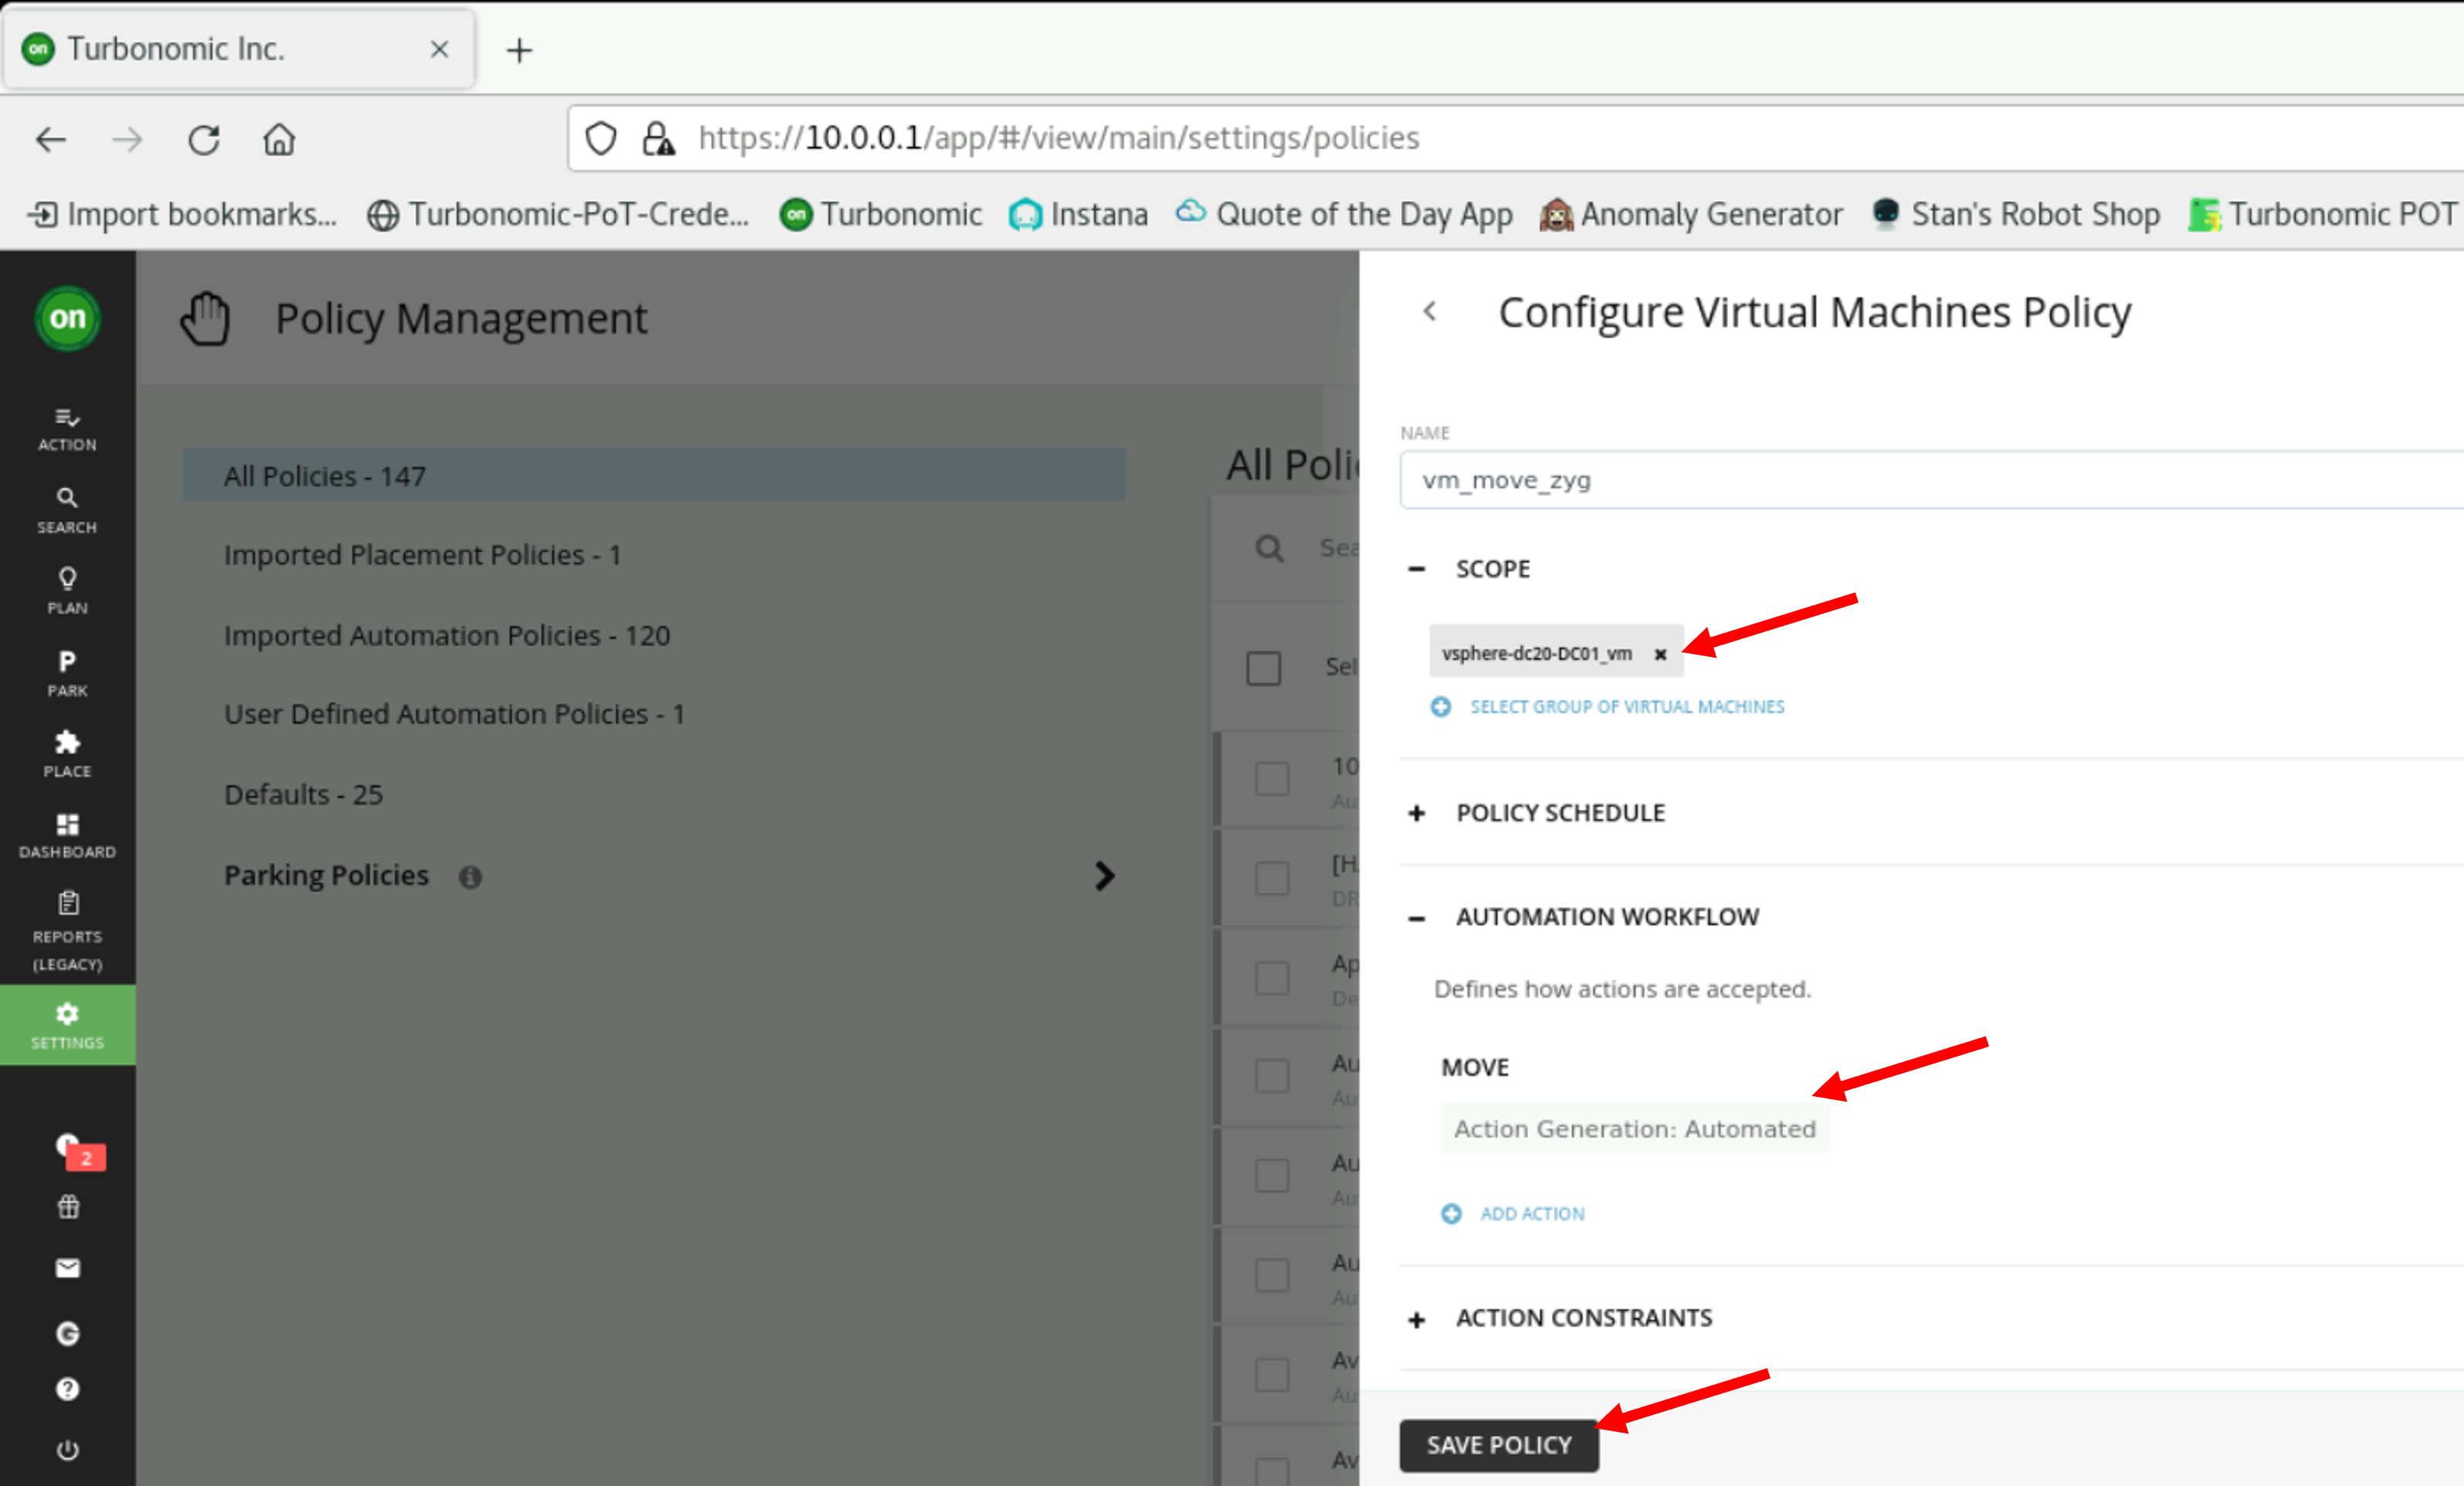 on Turbonomic Inc.
https://10.0.0.1/app/#/view/main/settings/policies
Import bookmarks... Turbonomic-PoT-Crede... on Turbonomic Instana Quote of the Day App Anomaly Generator Stan's Robot Shop Turbonomic POT
on
ACTION
SEARCH
PLAN
P
PARK
PLACE
DASHBOARD
REPORTS
(LEGACY)
SETTINGS
2
Policy Management
All Policies - 147
Imported Placement Policies - 1
Imported Automation Policies - 120
User Defined Automation Policies - 1
Defaults - 25
Parking Policies
All Polic
Sea
Sel
10
Au
[H
DR
Ap
De
Au
Au
Au
Au
Au
Au
Av
Au
Av
Configure Virtual Machines Policy
NAME
vm_move_zyg
SCOPE
vsphere-dc20-DC01_vm
SELECT GROUP OF VIRTUAL MACHINES
POLICY SCHEDULE
AUTOMATION WORKFLOW
Defines how actions are accepted.
MOVE
Action Generation: Automated
ADD ACTION
ACTION CONSTRAINTS
SAVE POLICY